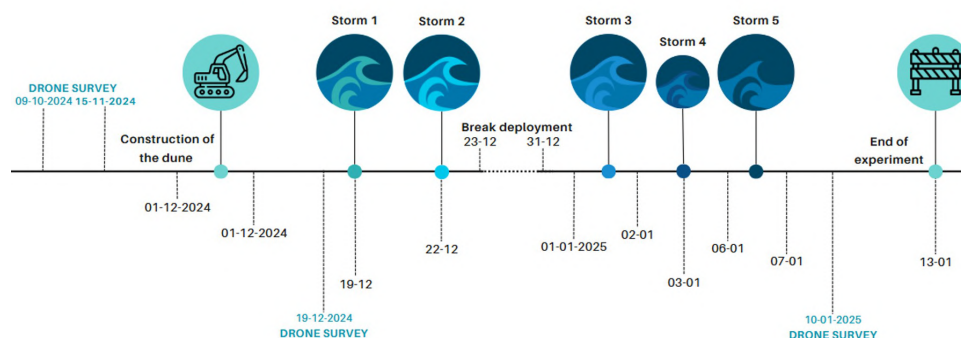 Storm 1
Storm 2
Storm 3
Storm 4
Storm 5
DRONE SURVEY
09-10-2024 15-11-2024
Construction of
the dune
Break deployment
23-12
31-12
End of
experiment
01-12-2024
01-12-2024
19-12
22-12
01-01-2025
02-01
03-01
06-01
07-01
13-01
19-12-2024
DRONE SURVEY
10-01-2025
DRONE SURVEY